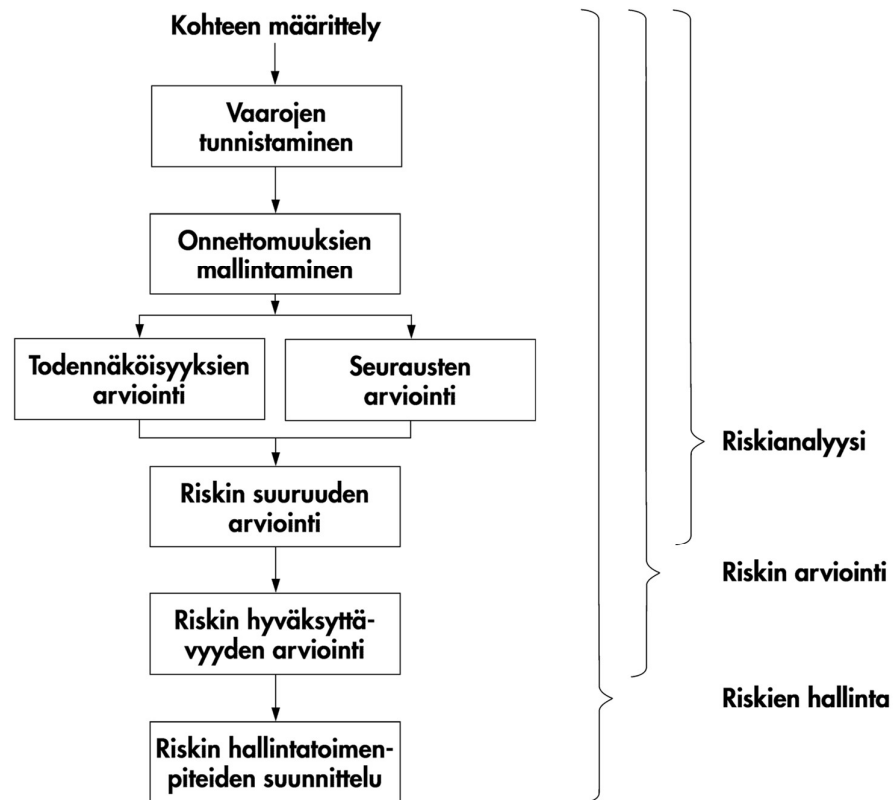 Kohteen määrittely
Vaarojen
tunnistaminen
Onnettomuuksien
mallintaminen
Todennäköisyyksien
arviointi
Seurausten
arviointi
Riskin suuruuden
arviointi
Riskin hyväksyttä-
vyyden arviointi
Riskin hallintatoimen-
piteiden suunnittelu
Riskianalyysi
Riskin arviointi
Riskien hallinta